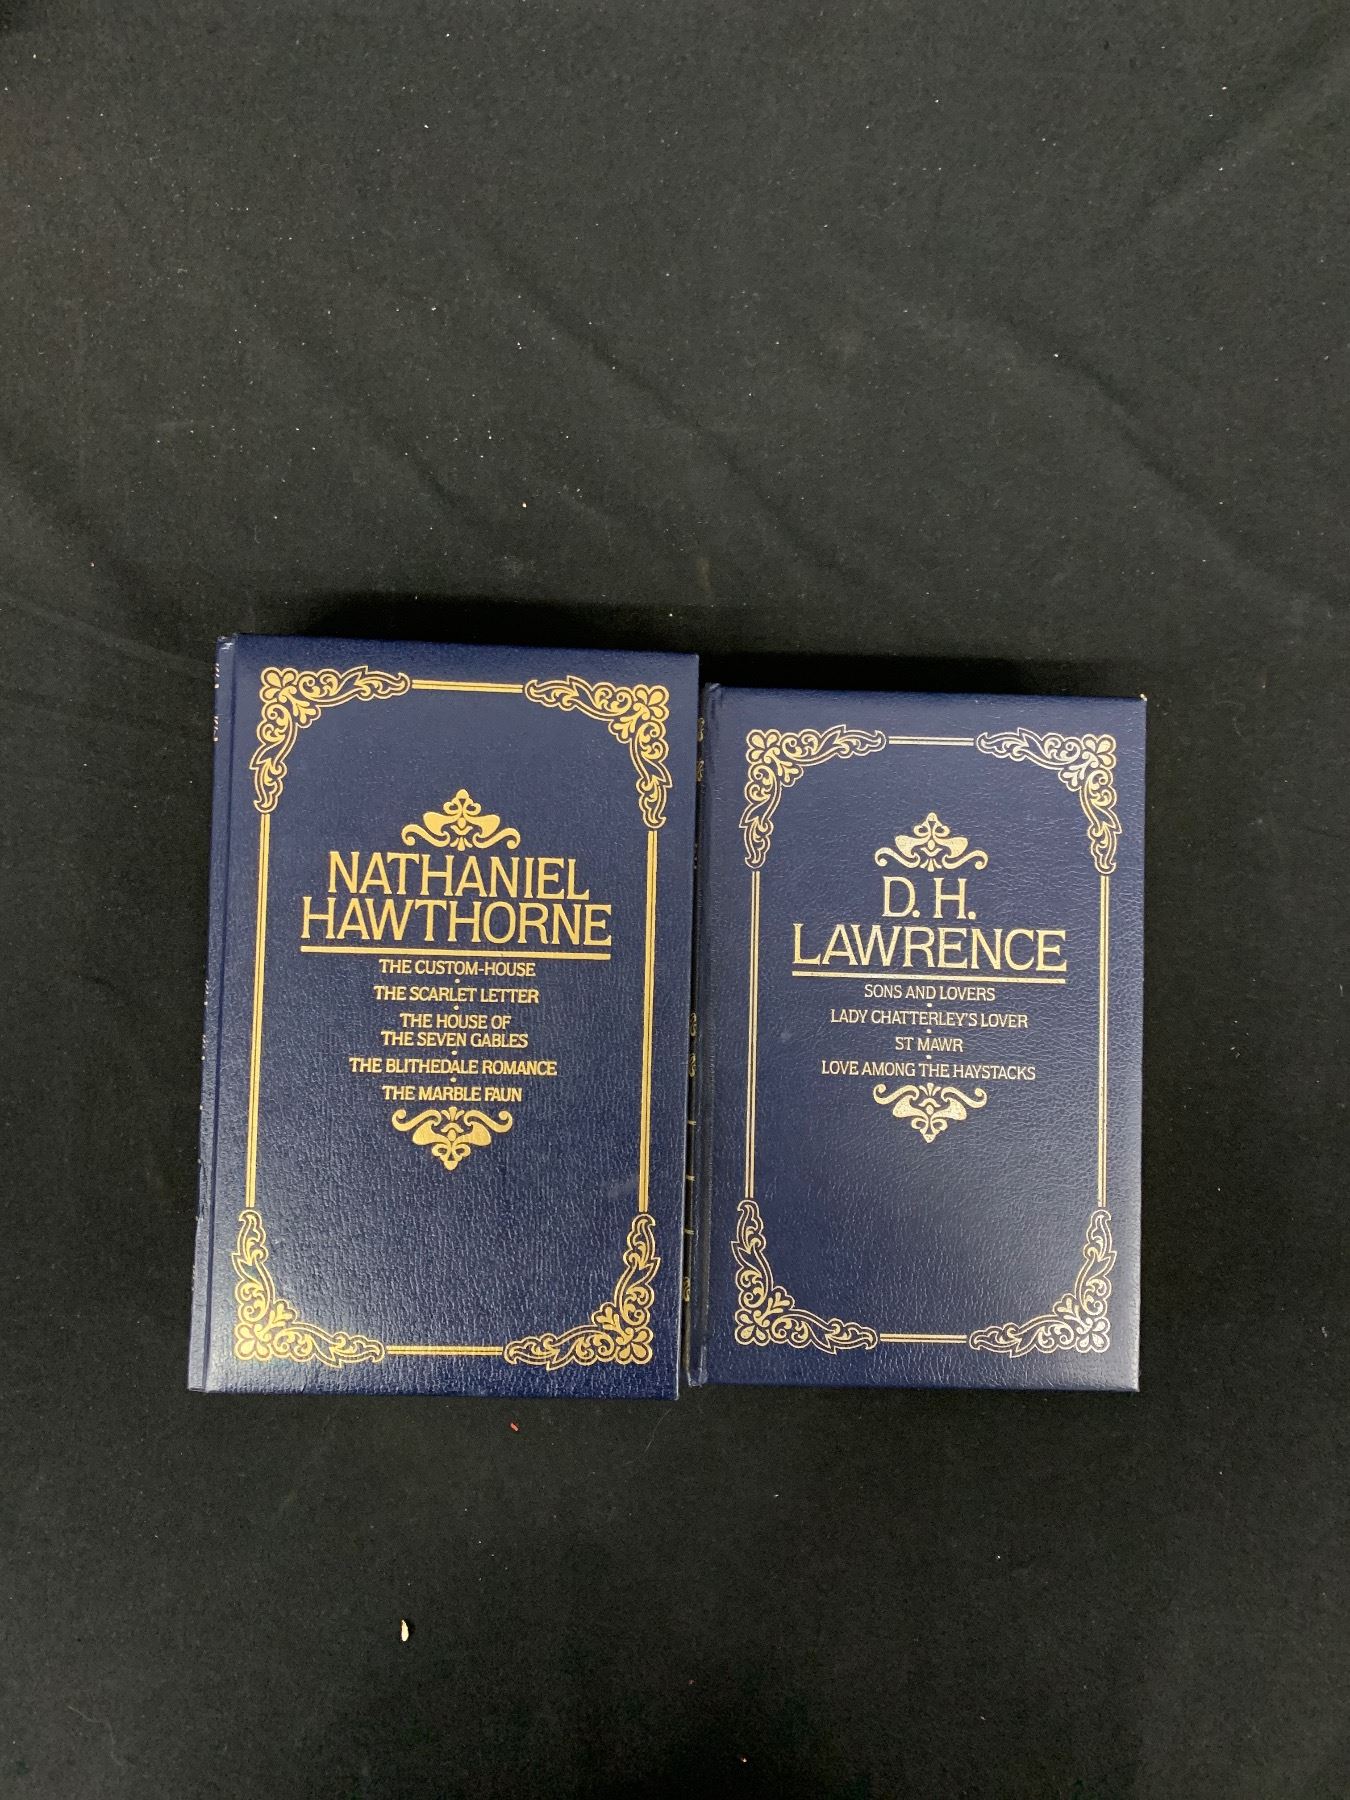 NATHANIEL
HAWTHORNE
THE CUSTOM-HOUSE
THE SCARLET LETTER
THE HOUSE OF
THE SEVEN GABLES
THE BLITHEDALE ROMANCE
THE MARBLE FAUN
D. H.
LAWRENCE
SONS AND LOVERS
LADY CHATTERLEY'S LOVER
ST MAWR
LOVE AMONG THE HAYSTACKS